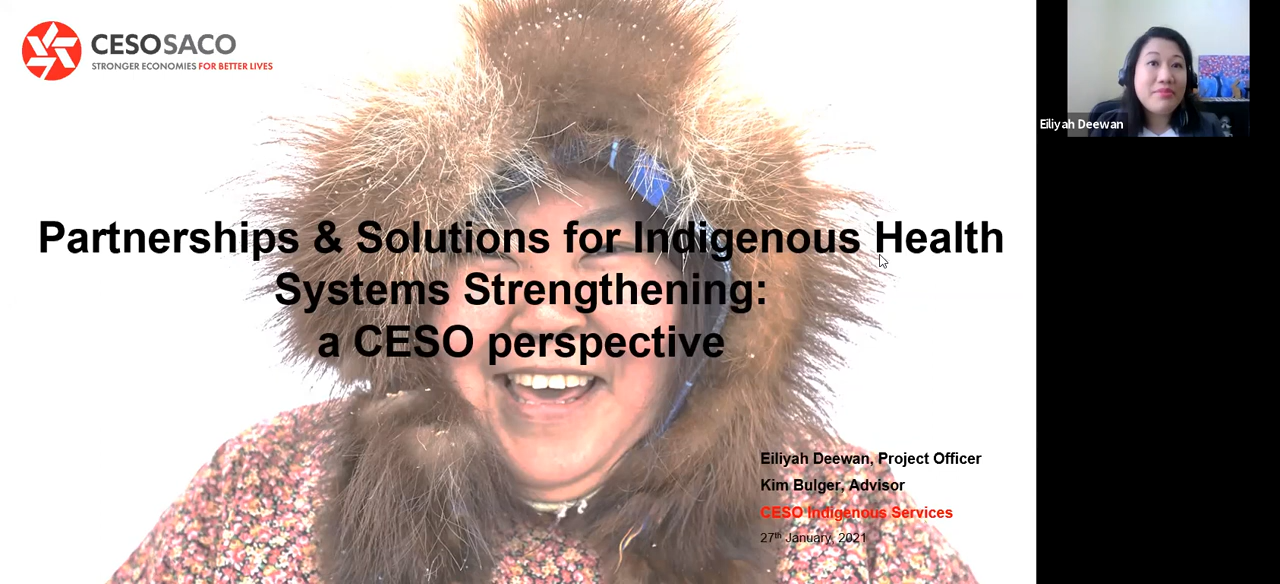 CESOSACO
STRONGER ECONOMIES FOR BETTER LIVES
Eiliyah Deewan
Partnerships & Solutions for Indigenous Health
Systems Strengthening:
a CESO perspective
Eiliyah Deewan, Project Officer
Kim Bulger, Advisor
CESO Indigenous Services
27th January, 2021